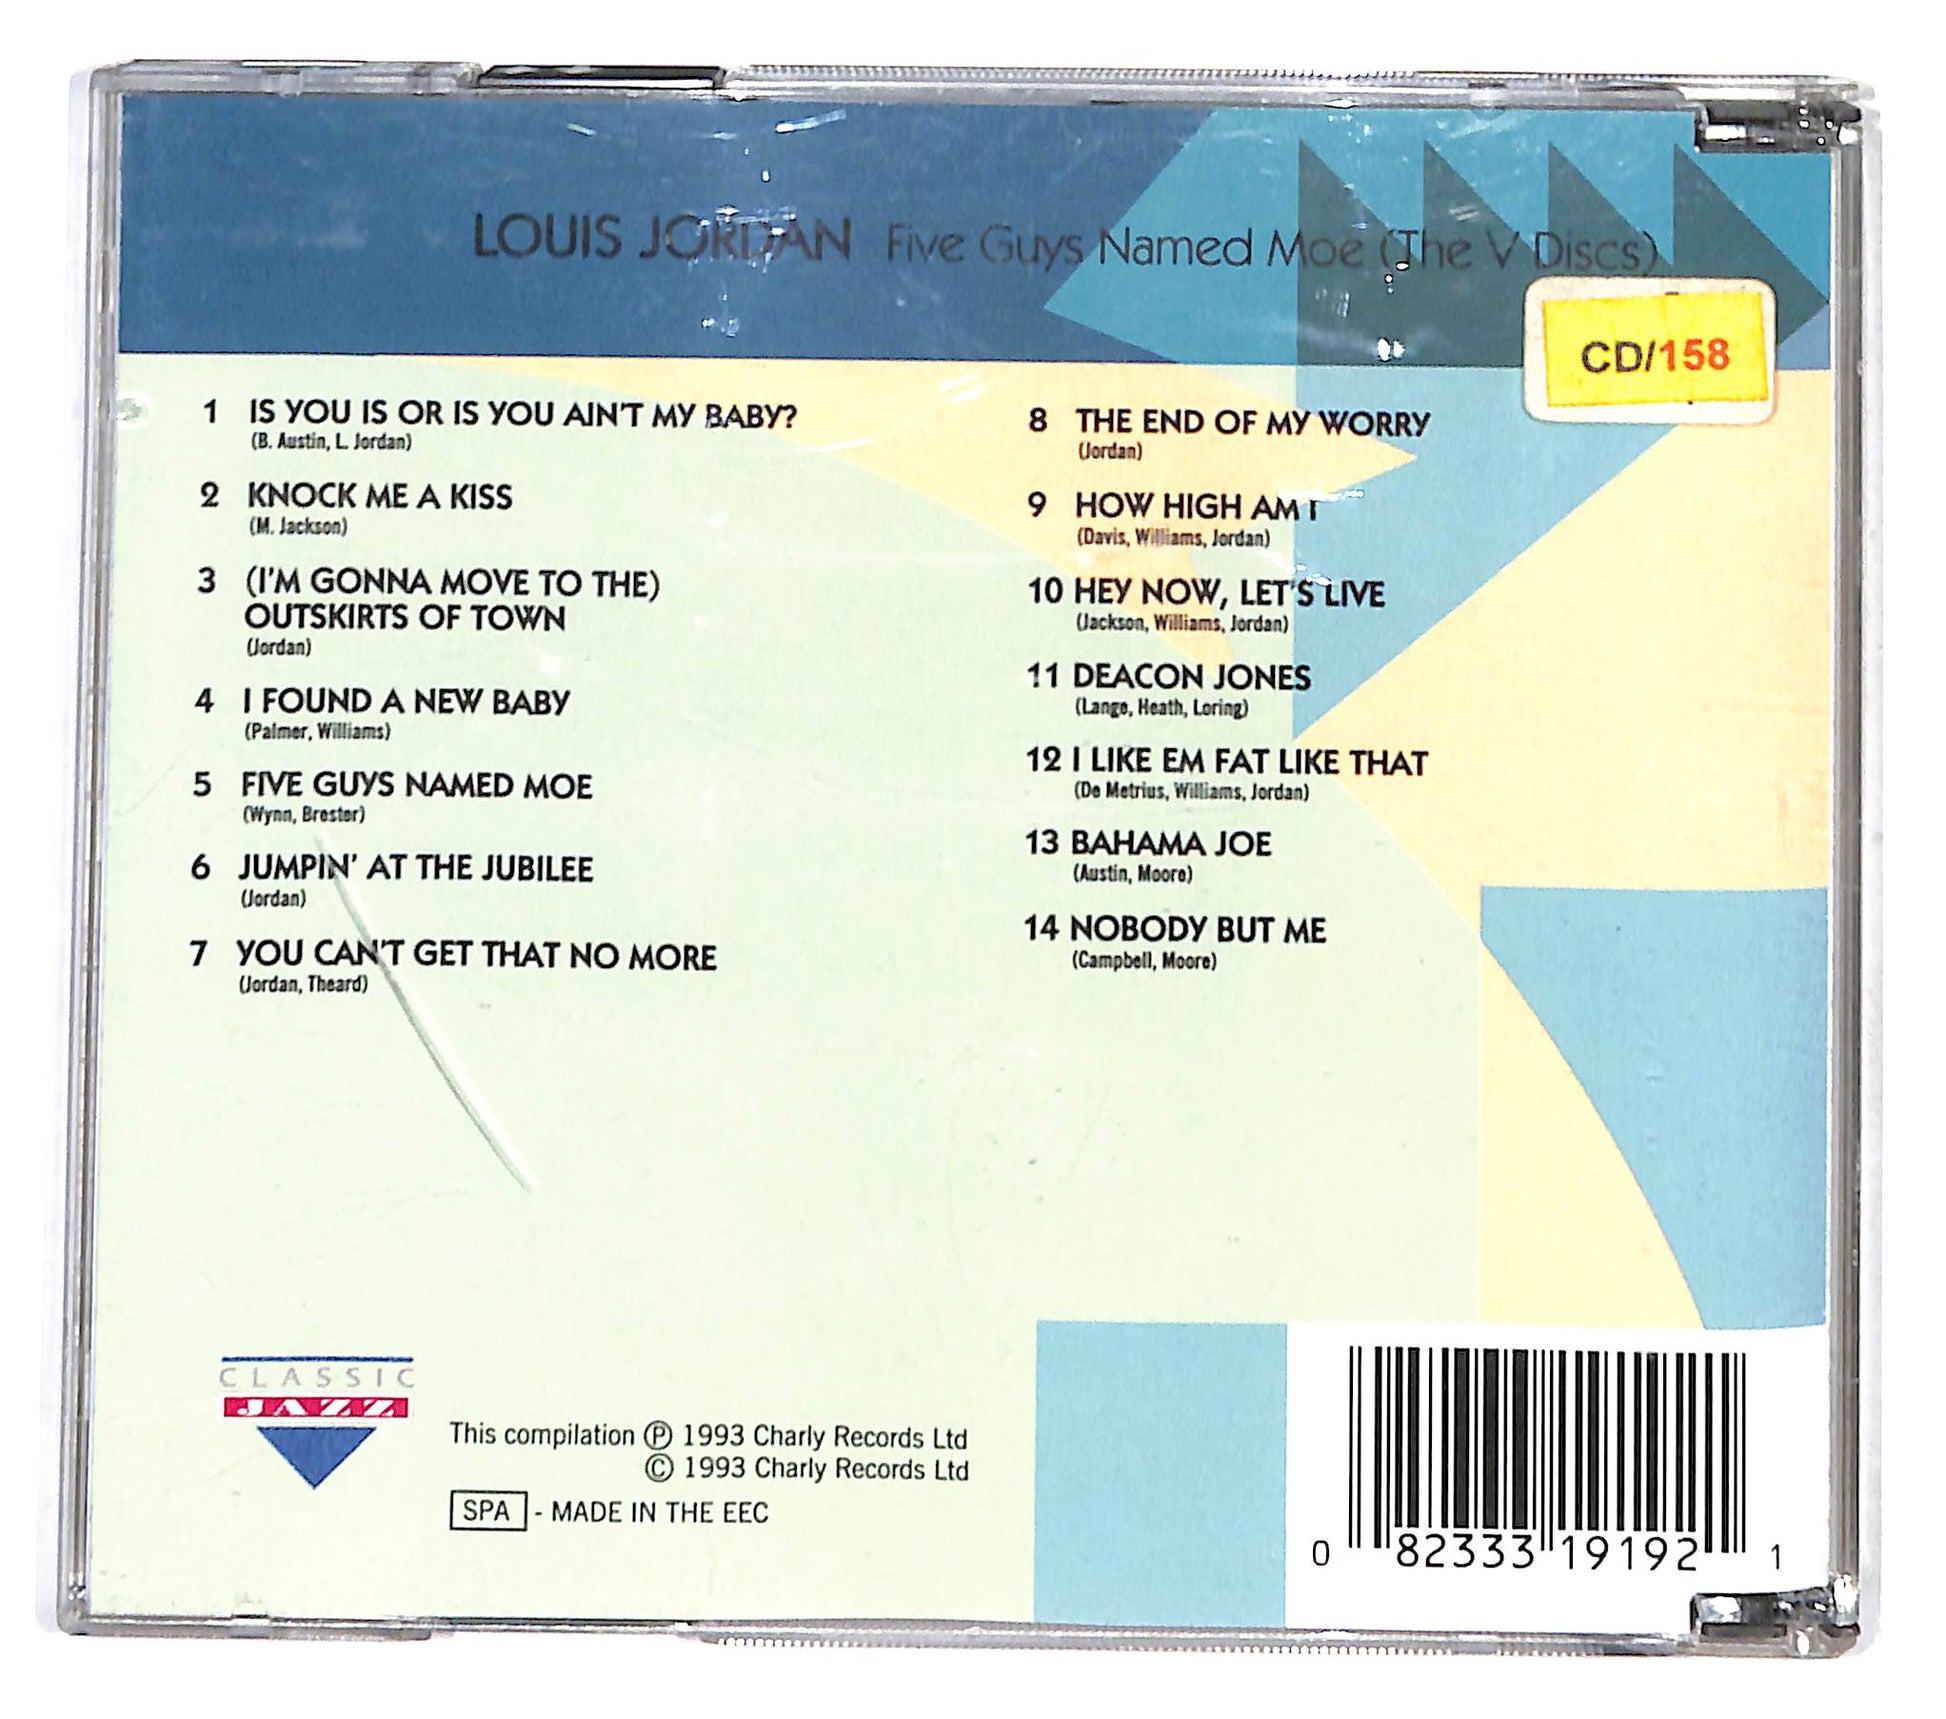 LOUIS JORDAN Five Guys Named Moe (The V Discs)
CD/158
1 IS YOU IS OR IS YOU AIN'T MY BABY?
(B. Austin, L. Jordan)
2 KNOCK ME A KISS
(M. Jackson)
3 (I'M GONNA MOVE TO THE)
OUTSKIRTS OF TOWN
(Jordan)
4 I FOUND A NEW BABY
(Palmer, Williams)
5 FIVE GUYS NAMED MOE
(Wynn, Brester)
6 JUMPIN' AT THE JUBILEE
(Jordan)
7 YOU CAN'T GET THAT NO MORE
(Jordan, Theard)
8 THE END OF MY WORRY
(Jordan)
9 HOW HIGH AM I
(Davis, Williams, Jordan)
10 HEY NOW, LET'S LIVE
(Jackson, Williams, Jordan)
11 DEACON JONES
(Lange, Heath, Loring)
12 I LIKE EM FAT LIKE THAT
(De Metrius, Williams, Jordan)
13 BAHAMA JOE
(Austin, Moore)
14 NOBODY BUT ME
(Campbell, Moore)
CLASSIC
JAZZ
This compilation ℗ 1993 Charly Records Ltd
© 1993 Charly Records Ltd
SPA - MADE IN THE EEC
0 82333 19192 1